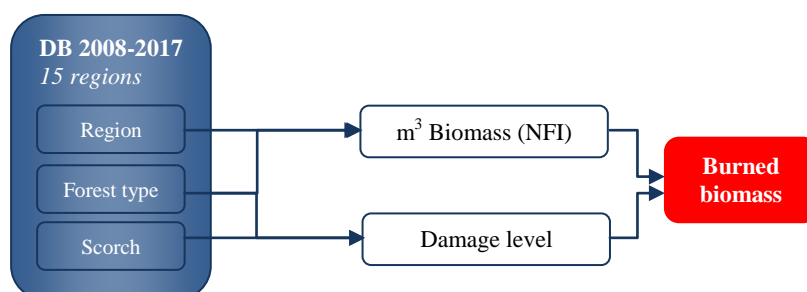 DB 2008-2017
15 regions
Region
Forest type
Scorch
m³ Biomass (NFI)
Damage level
Burned
biomass